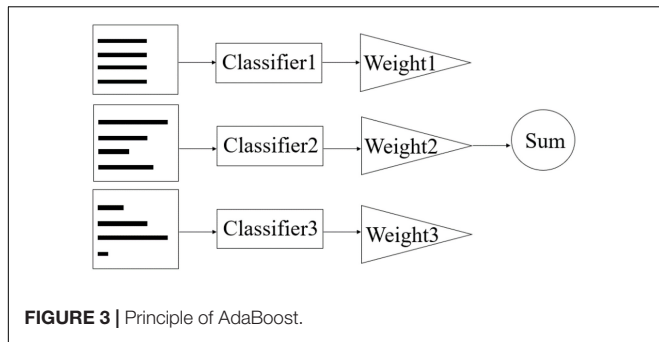 Classifier1 Weight1
Classifier2 Weight2 Sum
Classifier3 Weight3
FIGURE 3 | Principle of AdaBoost.